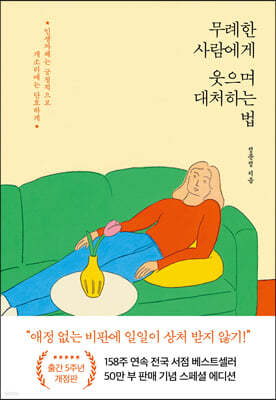 무례한
사람에게
웃으며
대처하는
법
정문정 지음
인생자체는 긍정적으로
개소리에는 단호하게
“애정 없는 비판에 일일이 상처 받지 않기!”
출간 5주년
개정판
158주 연속 전국 서점 베스트셀러
50만 부 판매 기념 스페셜 에디션